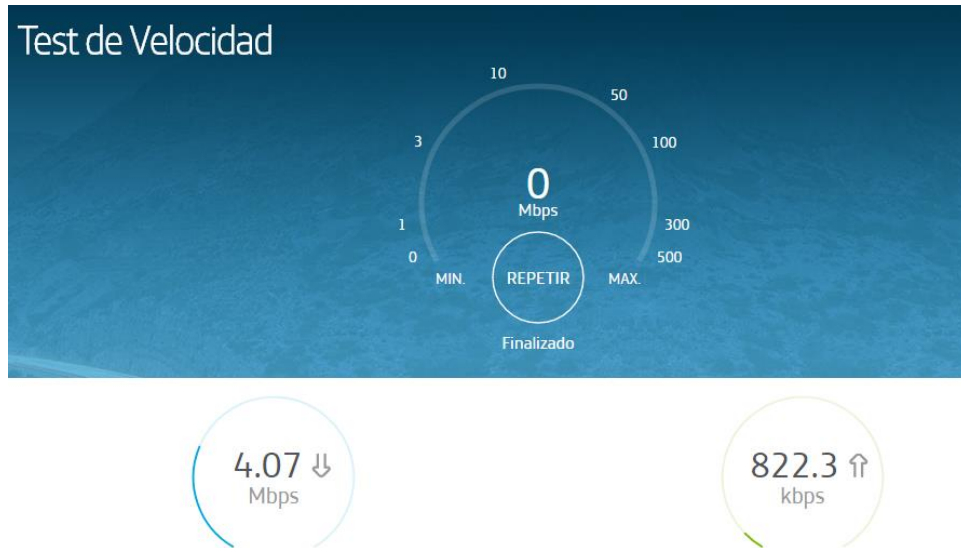 Test de Velocidad
10
50
3
100
0
Mbps
1
300
0
500
MIN.
REPETIR
MAX.
Finalizado
4.07 ⇓
Mbps
822.3 ⇑
kbps